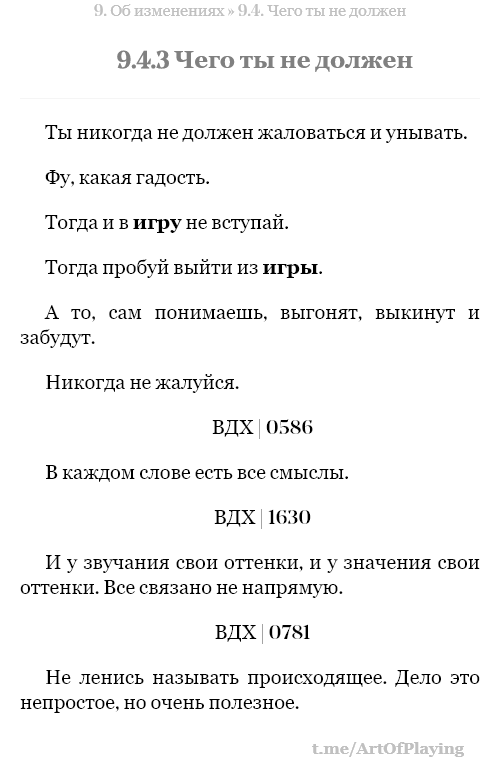 9. Об изменениях » 9.4. Чего ты не должен
9.4.3 Чего ты не должен
Ты никогда не должен жаловаться и унывать.
Фу, какая гадость.
Тогда и в игру не вступай.
Тогда пробуй выйти из игры.
А то, сам понимаешь, выгонят, выкинут и
забудут.
Никогда не жалуйся.
ВДХ | 0586
В каждом слове есть все смыслы.
ВДХ | 1630
И у звучания свои оттенки, и у значения свои
оттенки. Все связано не напрямую.
ВДХ | 0781
Не ленись называть происходящее. Дело это
непростое, но очень полезное.
t.me/ArtOfPlaying